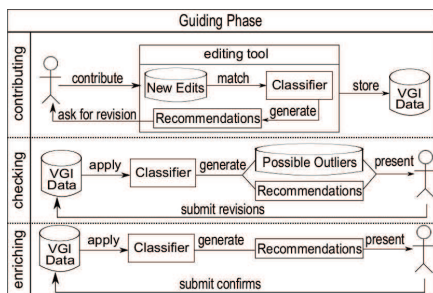 Guiding Phase
contributing
editing tool
contribute
New Edits
match
Classifier
store
VGI
Data
generate
ask for revision
Recommendations
checking
VGI
Data
apply
Classifier
generate
Possible Outliers
Recommendations
present
submit revisions
enriching
VGI
Data
apply
Classifier
generate
Recommendations
present
submit confirms